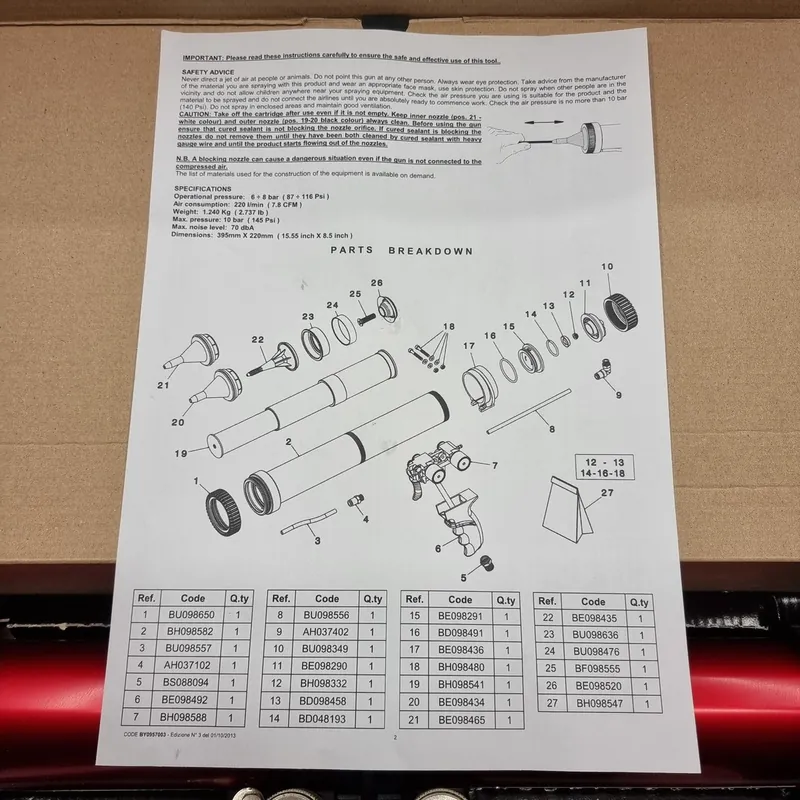 IMPORTANT: Please read these instructions carefully to ensure the safe and effective use of this tool..
SAFETY ADVICE
Never direct a jet of air at people or animals. Do not point this gun at any other person. Always wear eye protection. Take advice from the manufacturer
of the material you are spraying with this product and wear an appropriate face mask, use skin protection. Do not spray when other people are in the
vicinity and do not allow children anywhere near your spraying equipment. Check the air pressure you are using is suitable for the product and the
material to be sprayed and do not connect the airlines until you are absolutely ready to commence work. Check the air pressure is no more than 10 bar
(140 Psi). Do not spray in enclosed areas and maintain good ventilation.
CAUTION: Take off the cartridge after use even if it is not empty. Keep inner nozzle (pos. 21 -
white colour) and outer nozzle (pos. 19-20 black colour) always clean. Before using the gun
ensure that cured sealant is not blocking the nozzle orifice. If cured sealant is blocking the
nozzles do not remove them until they have been both cleaned by cured sealant with heavy
gauge wire and until the product starts flowing out of the nozzles.
N.B. A blocking nozzle can cause a dangerous situation even if the gun is not connected to the
compressed air.
The list of materials used for the construction of the equipment is available on demand.
SPECIFICATIONS
Operational pressure: 6 ÷ 8 bar ( 87 ÷ 116 Psi )
Air consumption: 220 l/min ( 7.8 CFM )
Weight: 1.240 Kg ( 2.737 lb )
Max. pressure: 10 bar ( 145 Psi )
Max. noise level: 70 dbA
Dimensions: 395mm X 220mm ( 15.55 inch X 8.5 inch )
PARTS BREAKDOWN
10
26
11
25
12
24
13
23
14
18
15
22
16
17
21
9
20
8
2
19
7
12 - 13
14-16-18
1
27
4
3
6
5
Ref. Code Q.ty
1 BU098650 1
2 BH098582 1
3 BU098557 1
4 AH037102 1
5 BS088094 1
6 BE098492 1
7 BH098588 1
Ref. Code Q.ty
8 BU098556 1
9 AH037402 1
10 BU098349 1
11 BE098290 1
12 BH098332 1
13 BD098458 1
14 BD048193 1
Ref. Code Q.ty
15 BE098291 1
16 BD098491 1
17 BE098436 1
18 BH098480 1
19 BH098541 1
20 BE098434 1
21 BE098465 1
Ref. Code Q.ty
22 BE098435 1
23 BU098636 1
24 BU098476 1
25 BF098555 1
26 BE098520 1
27 BH098547 1
CODE BY0957003 - Edizione N° 3 del 01/10/2013
2